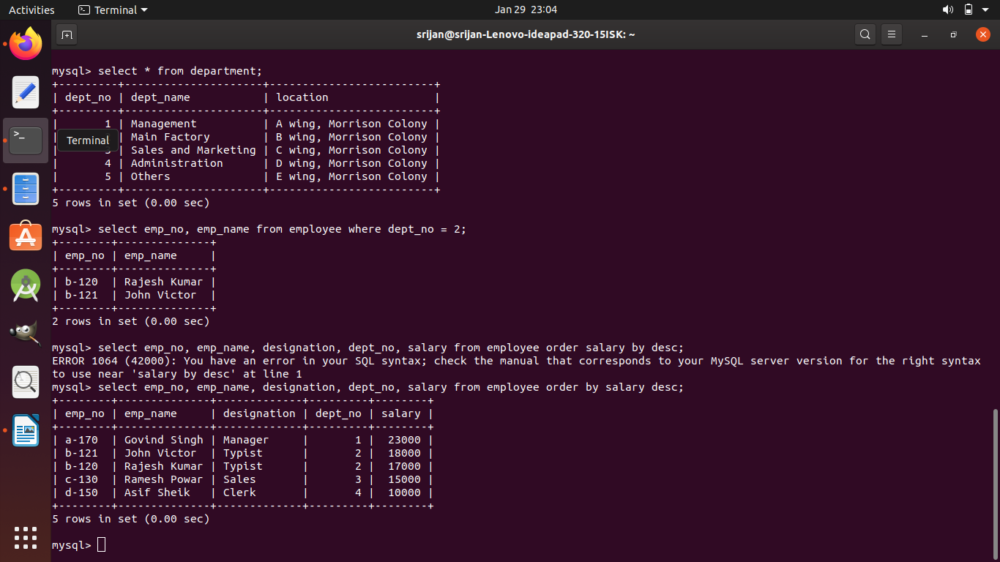 Activities Terminal Jan 29 23:04
srijan@srijan-Lenovo-ideapad-320-15ISK: ~
mysql> select * from department;
+---------+---------------------+-------------------------+
| dept_no | dept_name           | location                |
+---------+---------------------+-------------------------+
|       1 | Management          | A wing, Morrison Colony |
| Main Factory        | B wing, Morrison Colony |
Terminal
3 | Sales and Marketing | C wing, Morrison Colony |
|       4 | Administration      | D wing, Morrison Colony |
|       5 | Others              | E wing, Morrison Colony |
+---------+---------------------+-------------------------+
5 rows in set (0.00 sec)
mysql> select emp_no, emp_name from employee where dept_no = 2;
+--------+--------------+
| emp_no | emp_name     |
+--------+--------------+
| b-120  | Rajesh Kumar |
| b-121  | John Victor  |
+--------+--------------+
2 rows in set (0.00 sec)
mysql> select emp_no, emp_name, designation, dept_no, salary from employee order salary by desc;
ERROR 1064 (42000): You have an error in your SQL syntax; check the manual that corresponds to your MySQL server version for the right syntax
to use near 'salary by desc' at line 1
mysql> select emp_no, emp_name, designation, dept_no, salary from employee order by salary desc;
+--------+--------------+-------------+---------+--------+
| emp_no | emp_name     | designation | dept_no | salary |
+--------+--------------+-------------+---------+--------+
| a-170  | Govind Singh | Manager     |       1 |  23000 |
| b-121  | John Victor  | Typist      |       2 |  18000 |
| b-120  | Rajesh Kumar | Typist      |       2 |  17000 |
| c-130  | Ramesh Powar | Sales       |       3 |  15000 |
| d-150  | Asif Sheik   | Clerk       |       4 |  10000 |
+--------+--------------+-------------+---------+--------+
5 rows in set (0.00 sec)
mysql>